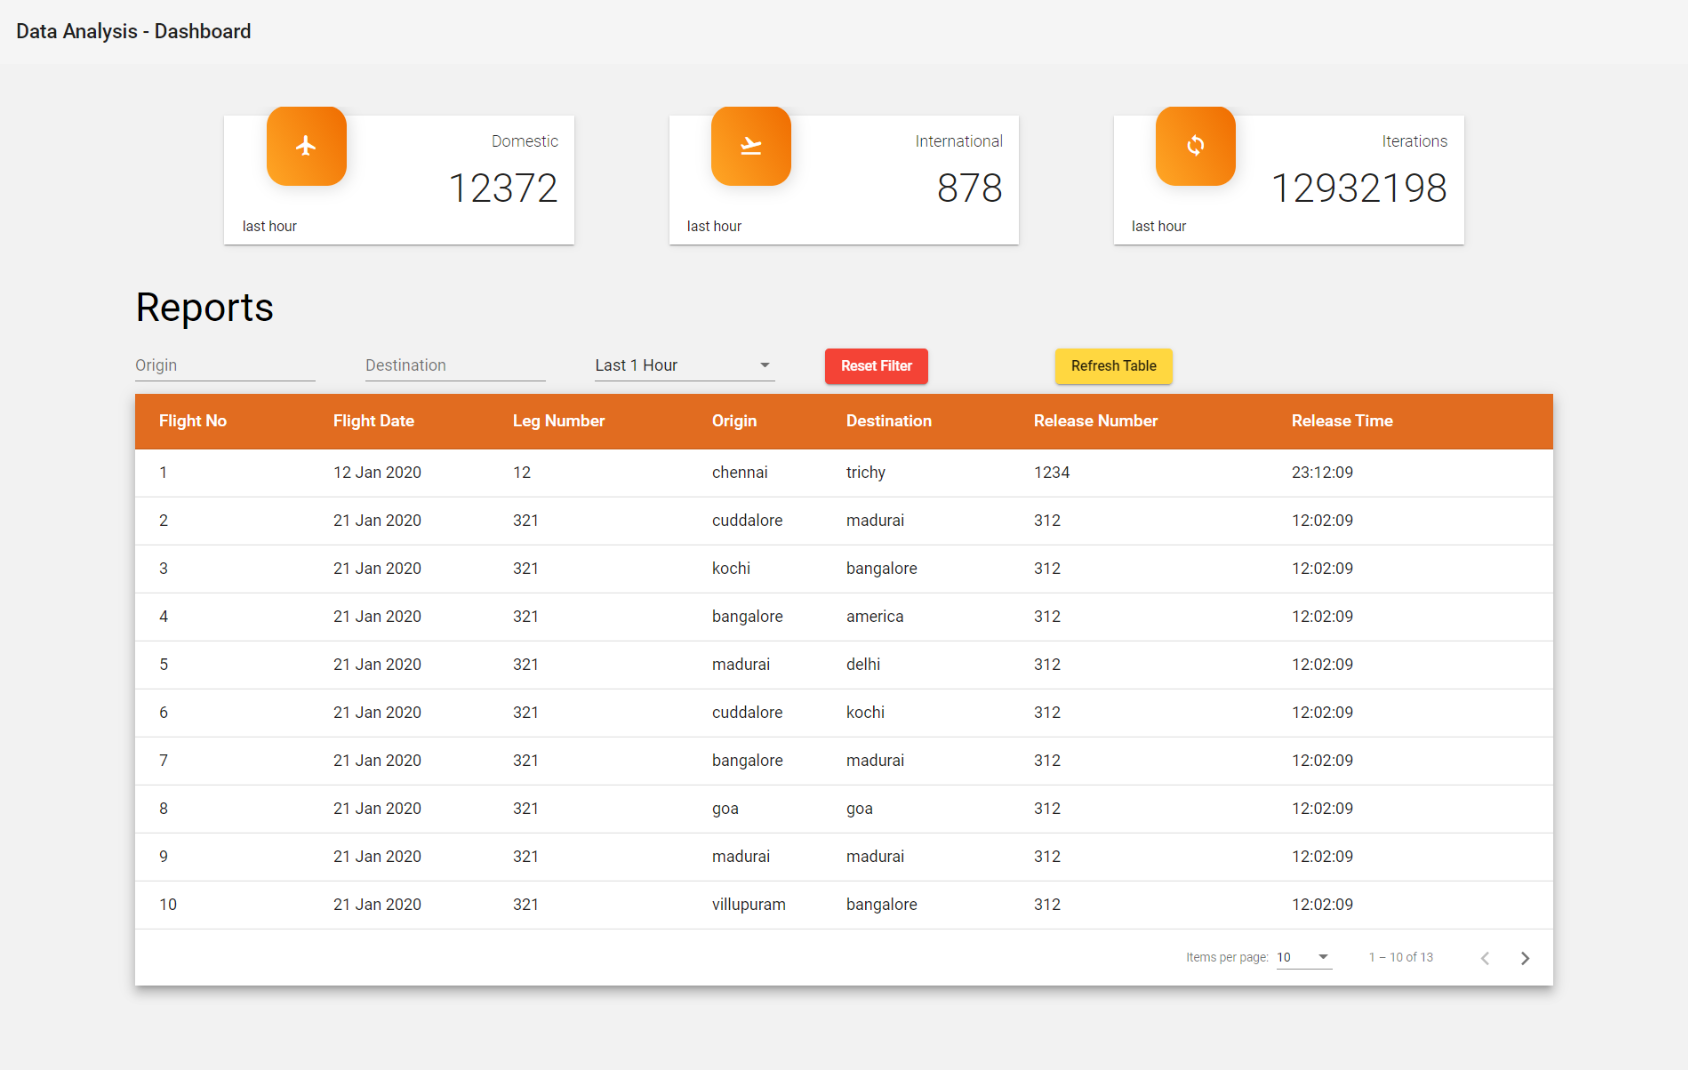 Data Analysis - Dashboard
Domestic
12372
last hour
International
878
last hour
Iterations
12932198
last hour
Reports
Origin Destination Last 1 Hour Reset Filter Refresh Table
Flight No Flight Date Leg Number Origin Destination Release Number Release Time
1 12 Jan 2020 12 chennai trichy 1234 23:12:09
2 21 Jan 2020 321 cuddalore madurai 312 12:02:09
3 21 Jan 2020 321 kochi bangalore 312 12:02:09
4 21 Jan 2020 321 bangalore america 312 12:02:09
5 21 Jan 2020 321 madurai delhi 312 12:02:09
6 21 Jan 2020 321 cuddalore kochi 312 12:02:09
7 21 Jan 2020 321 bangalore madurai 312 12:02:09
8 21 Jan 2020 321 goa goa 312 12:02:09
9 21 Jan 2020 321 madurai madurai 312 12:02:09
10 21 Jan 2020 321 villupuram bangalore 312 12:02:09
Items per page: 10 1 – 10 of 13